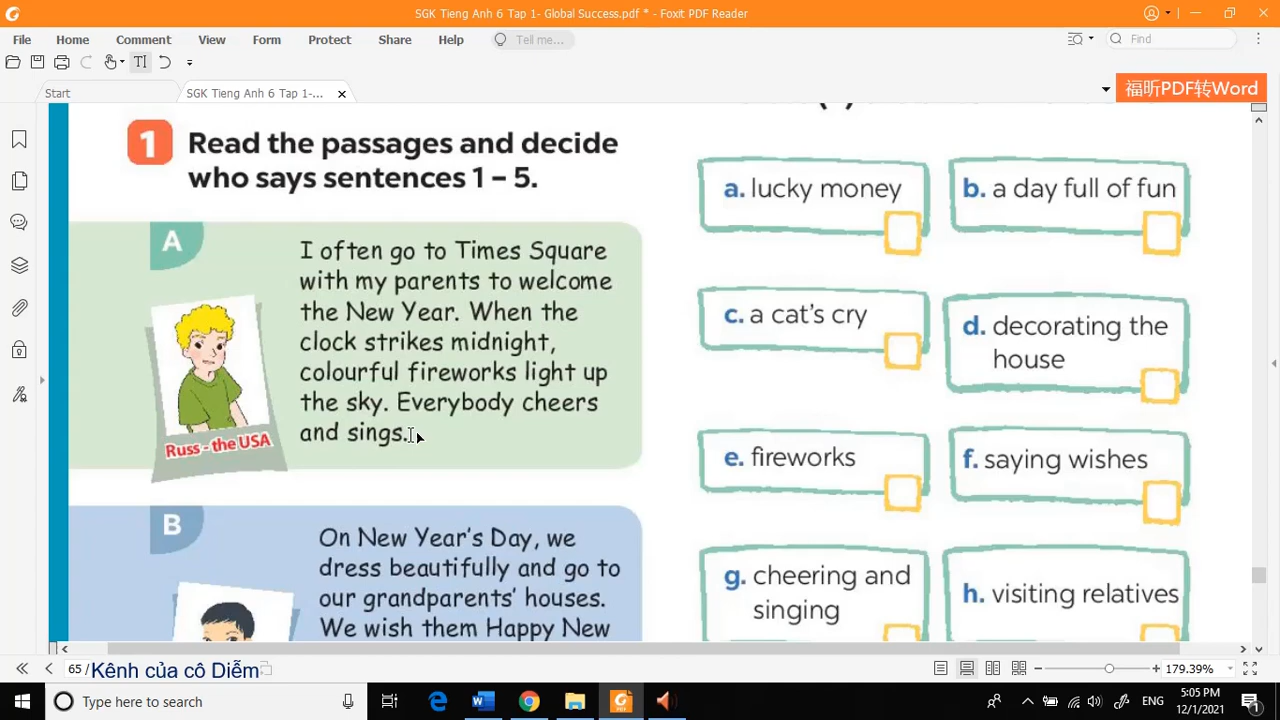 SGK Tieng Anh 6 Tap 1- Global Success.pdf * - Foxit PDF Reader
File Home Comment View Form Protect Share Help Tell me... Find
Start SGK Tieng Anh 6 Tap 1-... 福昕PDF转Word
1 Read the passages and decide
who says sentences 1 – 5.
A
I often go to Times Square
with my parents to welcome
the New Year. When the
clock strikes midnight,
colourful fireworks light up
the sky. Everybody cheers
and sings.
Russ - the USA
B
On New Year's Day, we
dress beautifully and go to
our grandparents' houses.
We wish them Happy New
a. lucky money
b. a day full of fun
c. a cat's cry
d. decorating the
house
e. fireworks
f. saying wishes
g. cheering and
singing
h. visiting relatives
65 / Kênh của cô Diễm 179.39%
Type here to search ENG 5:05 PM
12/1/2021